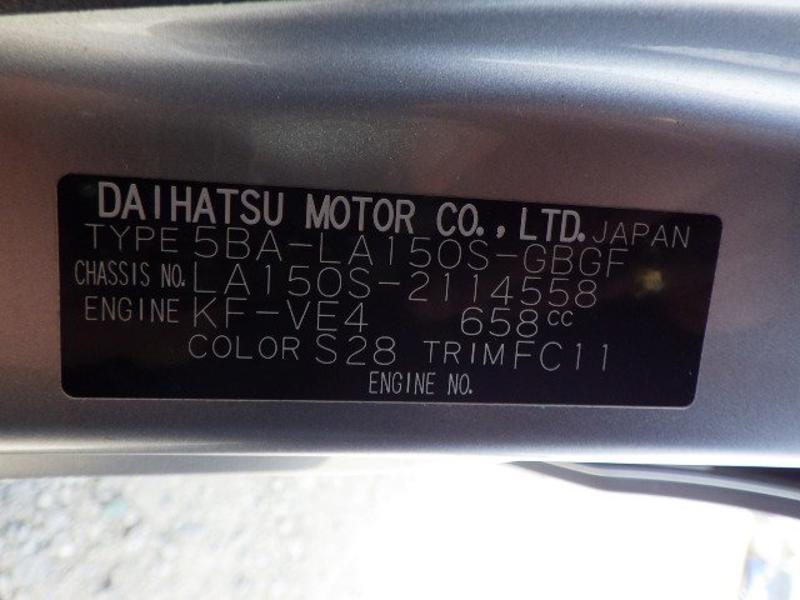 DAIHATSU MOTOR CO., LTD. JAPAN
TYPE 5BA-LA150S-GBGF
CHASSIS NO. LA150S-2114558
ENGINE KF-VE4 658cc
COLOR S28 TRIM FC11
ENGINE NO.